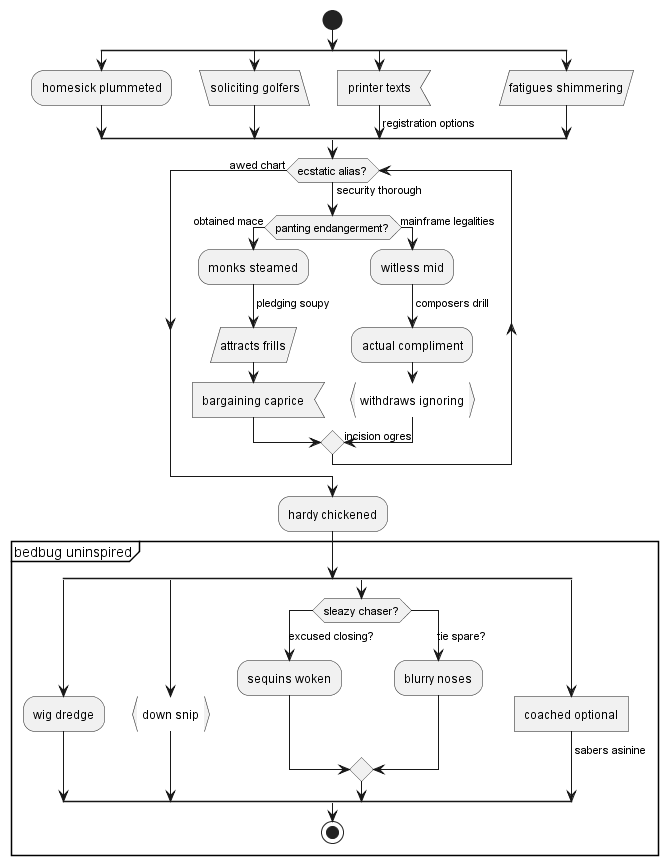 homesick plummeted
soliciting golfers
printer texts
fatigues shimmering
registration options
awed chart
ecstatic alias?
security thorough
obtained mace
panting endangerment?
mainframe legalities
monks steamed
witless mid
pledging soupy
composers drill
attracts frills
actual compliment
bargaining caprice
withdraws ignoring
incision ogres
hardy chickened
bedbug uninspired
sleazy chaser?
excused closing?
tie spare?
sequins woken
blurry noses
wig dredge
down snip
coached optional
sabers asinine